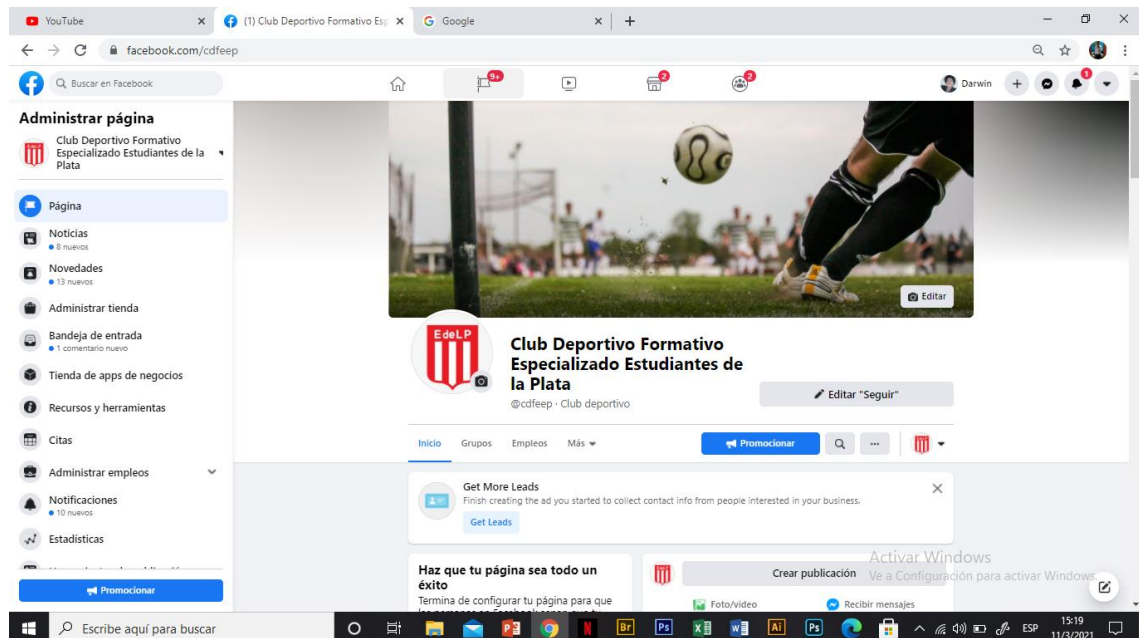 YouTube
(1) Club Deportivo Formativo Esp
Google
facebook.com/cdfeep
Buscar en Facebook
9+
2
2
Darwin
1
Administrar página
Club Deportivo Formativo
Especializado Estudiantes de la
Plata
Página
Noticias
8 nuevos
Novedades
13 nuevos
Administrar tienda
Bandeja de entrada
1 comentario nuevo
Tienda de apps de negocios
Recursos y herramientas
Citas
Administrar empleos
Notificaciones
10 nuevos
Estadísticas
Promocionar
Editar
EdeLP
Club Deportivo Formativo
Especializado Estudiantes de
la Plata
@cdfeep · Club deportivo
Editar "Seguir"
Inicio
Grupos
Empleos
Más
Promocionar
Get More Leads
Finish creating the ad you started to collect contact info from people interested in your business.
Get Leads
Haz que tu página sea todo un
éxito
Termina de configurar tu página para que
Crear publicación
Foto/video
Recibir mensajes
Activar Windows
Ve a Configuración para activar Windows.
Escribe aquí para buscar
Br
Ps
Ai
Ps
ESP
15:19
11/3/2021